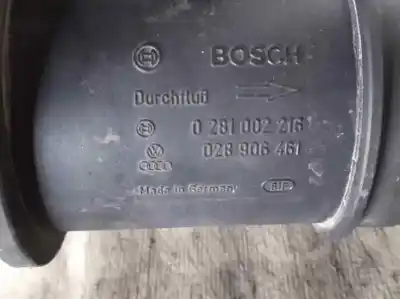 BOSCH
Durchfluß
0 281 002 216
028 906 461
Made in Germany